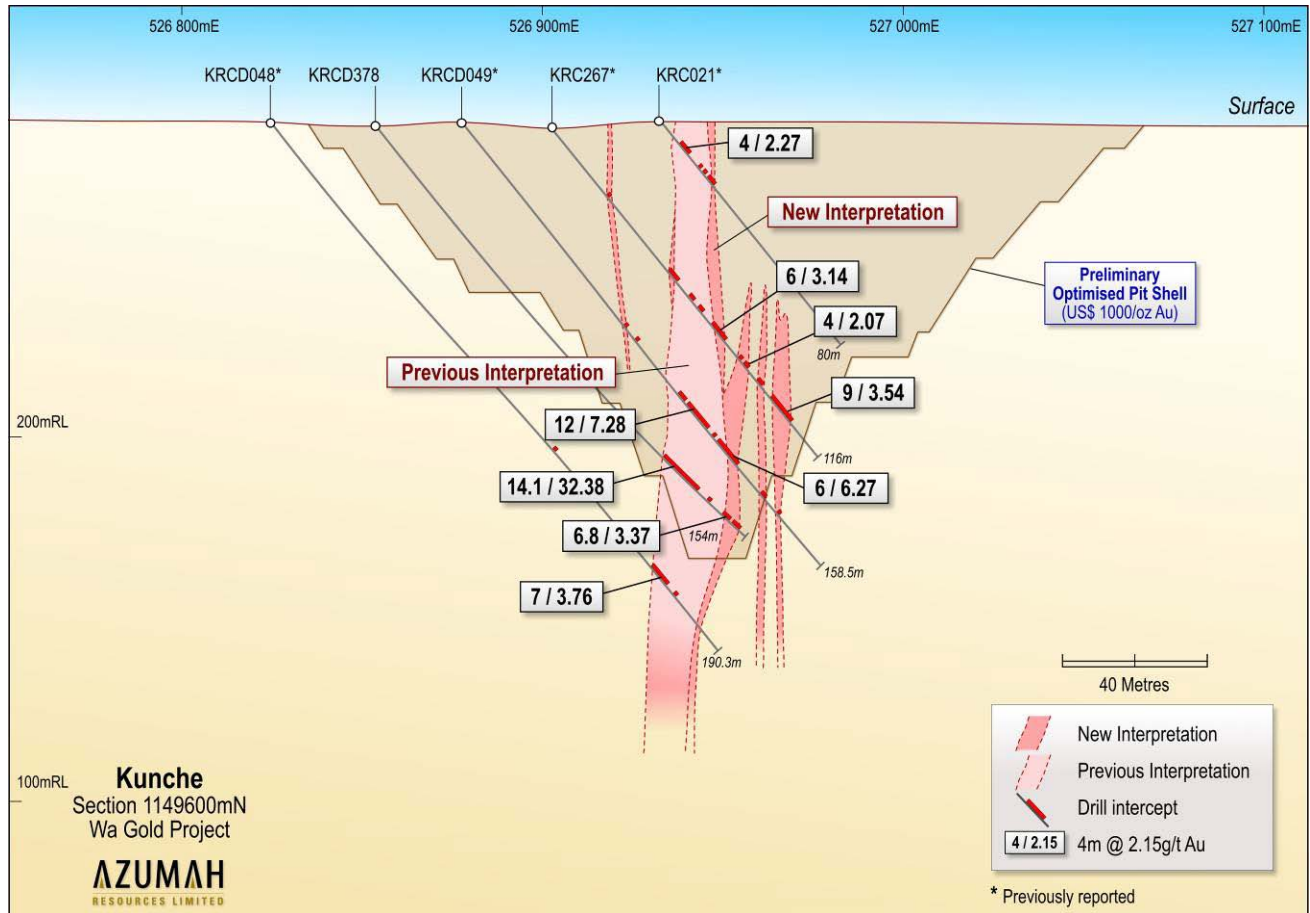 526 800mE
526 900mE
527 000mE
527 100mE
KRCD048*
KRCD378
KRCD049*
KRC267*
KRC021*
Surface
4 / 2.27
New Interpretation
6 / 3.14
Preliminary
Optimised Pit Shell
(US$ 1000/oz Au)
4 / 2.07
80m
Previous Interpretation
9 / 3.54
12 / 7.28
200mRL
116m
14.1 / 32.38
6 / 6.27
6.8 / 3.37
154m
158.5m
7 / 3.76
190.3m
40 Metres
New Interpretation
Previous Interpretation
Drill intercept
4 / 2.15
4m @ 2.15g/t Au
* Previously reported
100mRL
Kunche
Section 1149600mN
Wa Gold Project
AZUMAH
RESOURCES LIMITED